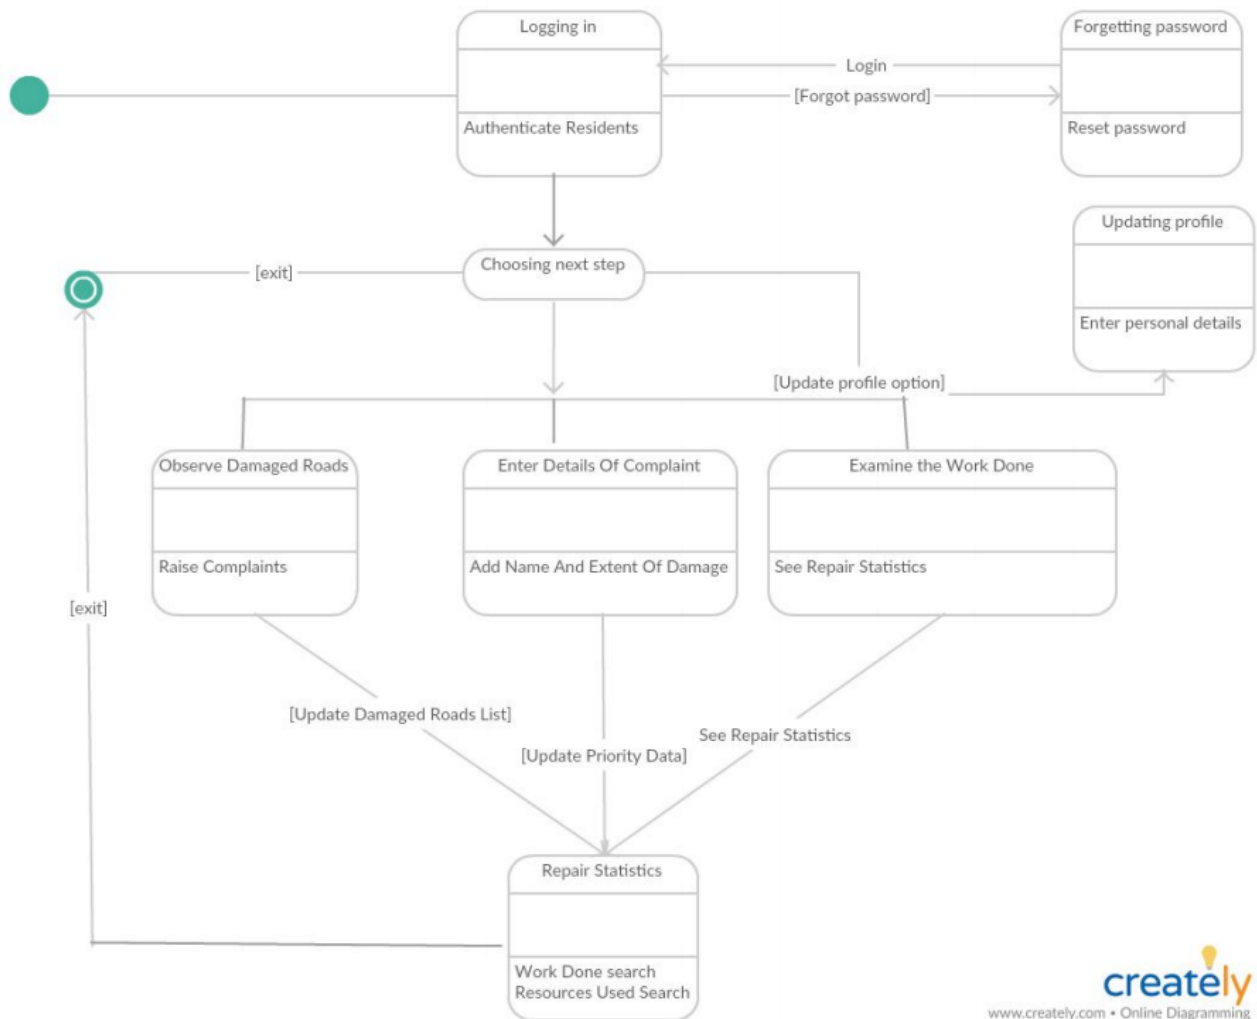 Logging in
Forgetting password
Login
[Forgot password]
Authenticate Residents
Reset password
Updating profile
Choosing next step
[exit]
Enter personal details
[Update profile option]
Observe Damaged Roads
Enter Details Of Complaint
Examine the Work Done
Raise Complaints
Add Name And Extent Of Damage
See Repair Statistics
[exit]
[Update Damaged Roads List]
See Repair Statistics
[Update Priority Data]
Repair Statistics
Work Done search
Resources Used Search
creately
www.creately.com • Online Diagramming